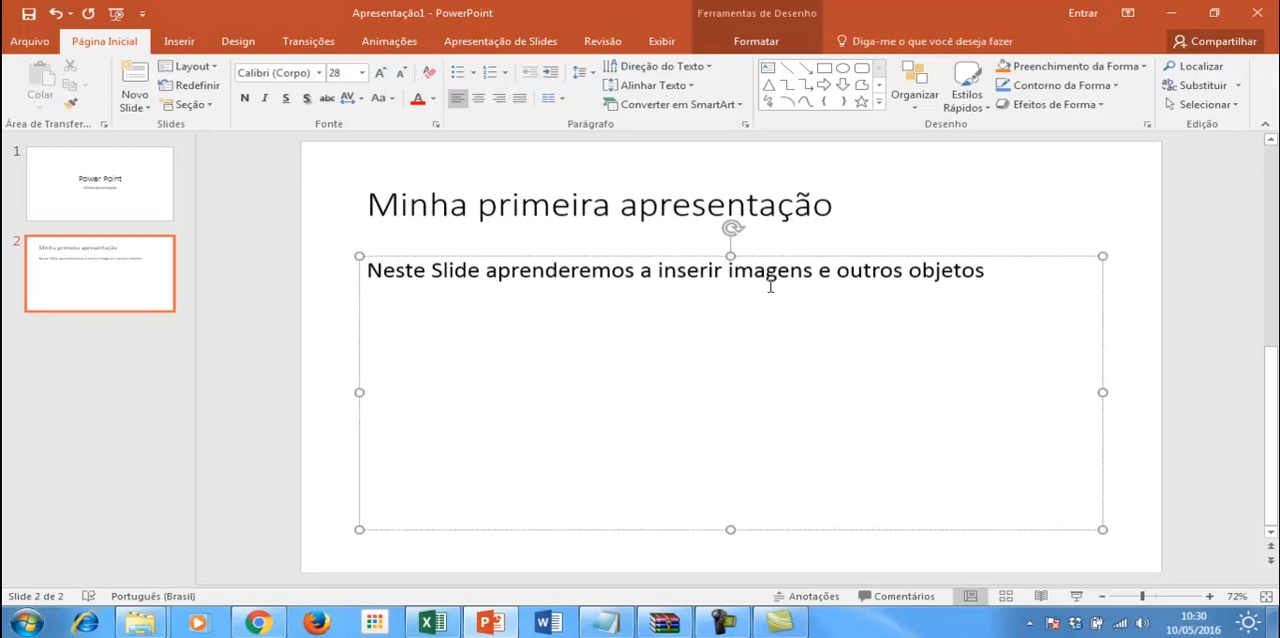 Apresentação1 - PowerPoint
Ferramentas de Desenho
Entrar
Arquivo
Página Inicial
Inserir
Design
Transições
Animações
Apresentação de Slides
Revisão
Exibir
Formatar
Diga-me o que você deseja fazer
Compartilhar
Colar
Novo
Slide
Layout
Redefinir
Seção
Calibri (Corpo)
28
N I S S abc AV Aa A
Direção do Texto
Alinhar Texto
Converter em SmartArt
Organizar
Estilos
Rápidos
Preenchimento da Forma
Contorno da Forma
Efeitos de Forma
Localizar
Substituir
Selecionar
Área de Transfer...
Slides
Fonte
Parágrafo
Desenho
Edição
1
Power Point
2
Minha primeira apresentação
Neste Slide aprenderemos a inserir imagens e outros objetos
Minha primeira apresentação
Neste Slide aprenderemos a inserir imagens e outros objetos
Slide 2 de 2
Português (Brasil)
Anotações
Comentários
72%
10:30
10/05/2016